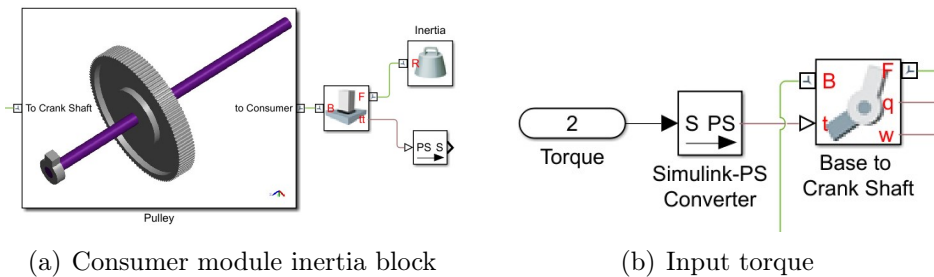 Inertia
R
To Crank Shaft
to Consumer
B
F
tt
PS S
Pulley
2
Torque
S PS
Simulink-PS
Converter
B
F
q
t
w
Base to
Crank Shaft
(a) Consumer module inertia block
(b) Input torque